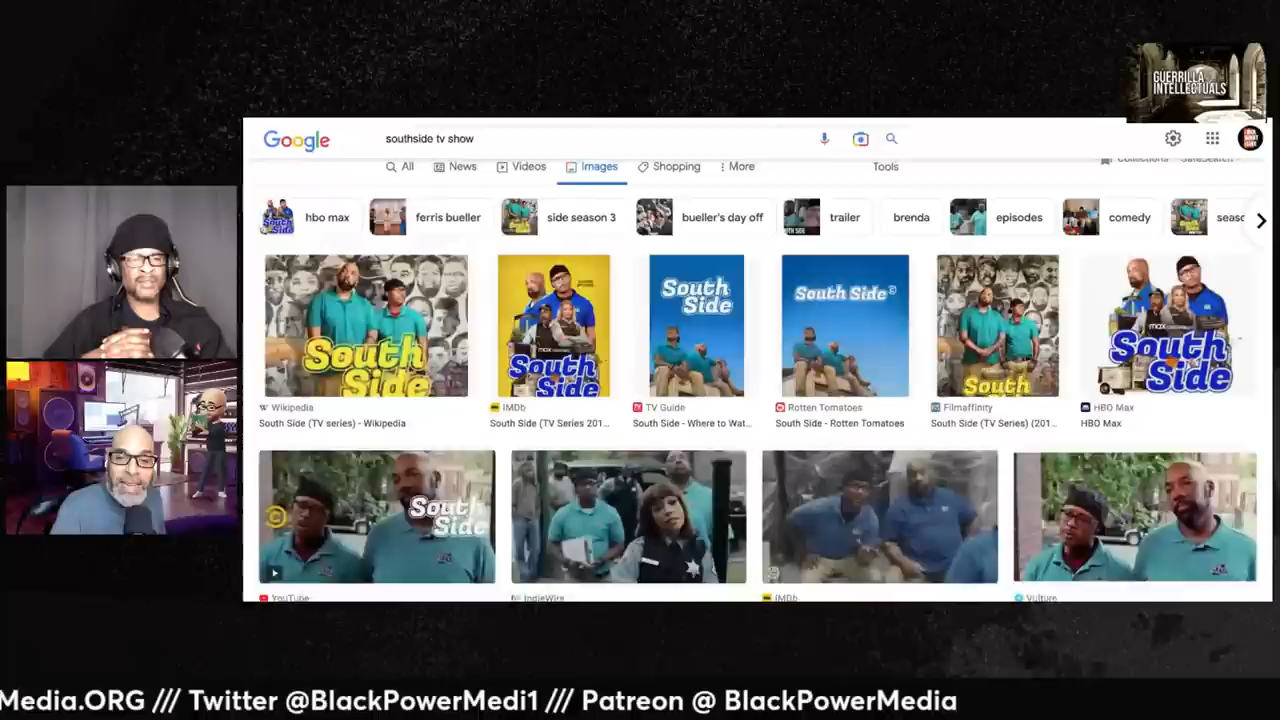 GUERRILLA
INTELLECTUALS
Google
southside tv show
All
News
Videos
Images
Shopping
More
Tools
Collections
SafeSearch
hbo max
ferris bueller
side season 3
bueller's day off
trailer
brenda
episodes
comedy
seaso
South
Side
max
South
Side
South
Side
South Side
South
South
Side
Wikipedia
South Side (TV series) - Wikipedia
IMDb
South Side (TV Series 201...
TV Guide
South Side - Where to Wat...
Rotten Tomatoes
South Side - Rotten Tomatoes
Filmaffinity
South Side (TV Series) (201...
HBO Max
HBO Max
South
Side
YouTube
IndieWire
IMDb
Vulture
Media.ORG /// Twitter @BlackPowerMedi1 /// Patreon @ BlackPowerMedia